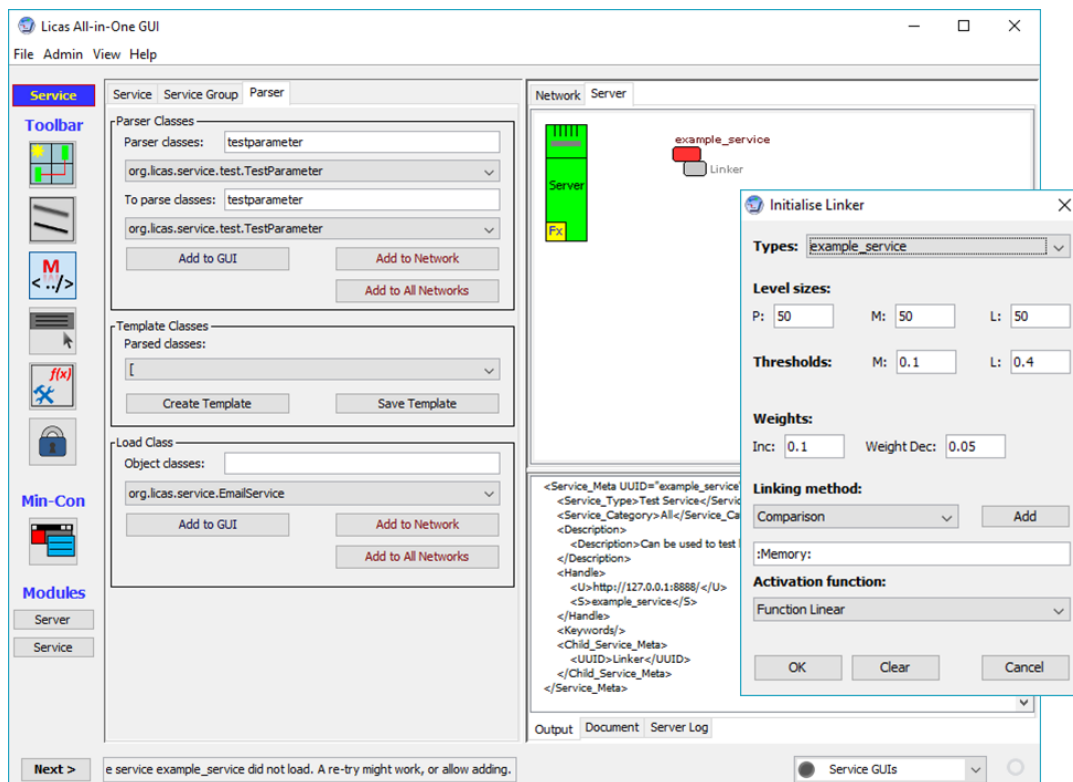 Licas All-in-One GUI
File Admin View Help
Service
Toolbar
M
< ../>
f(x)
Min-Con
Modules
Server
Service
Next >
Service Service Group Parser
Parser Classes
Parser classes: testparameter
org.licas.service.test.TestParameter
To parse classes: testparameter
org.licas.service.test.TestParameter
Add to GUI Add to Network
Add to All Networks
Template Classes
Parsed classes:
[
Create Template Save Template
Load Class
Object classes:
org.licas.service.EmailService
Add to GUI Add to Network
Add to All Networks
e service example_service did not load. A re-try might work, or allow adding.
Network Server
Server
Fx
example_service
Linker
<Service_Meta UUID="example_service"
<Service_Type>Test Service</Servic
<Service_Category>All</Service_Ca
<Description>
<Description>Can be used to test
</Description>
<Handle>
<U>http://127.0.0.1:8888/</U>
<S>example_service</S>
</Handle>
<Keywords/>
<Child_Service_Meta>
<UUID>Linker</UUID>
</Child_Service_Meta>
</Service_Meta>
Output Document Server Log
Service GUIs
Initialise Linker
Types: example_service
Level sizes:
P: 50 M: 50 L: 50
Thresholds: M: 0.1 L: 0.4
Weights:
Inc: 0.1 Weight Dec: 0.05
Linking method:
Comparison Add
:Memory:
Activation function:
Function Linear
OK Clear Cancel